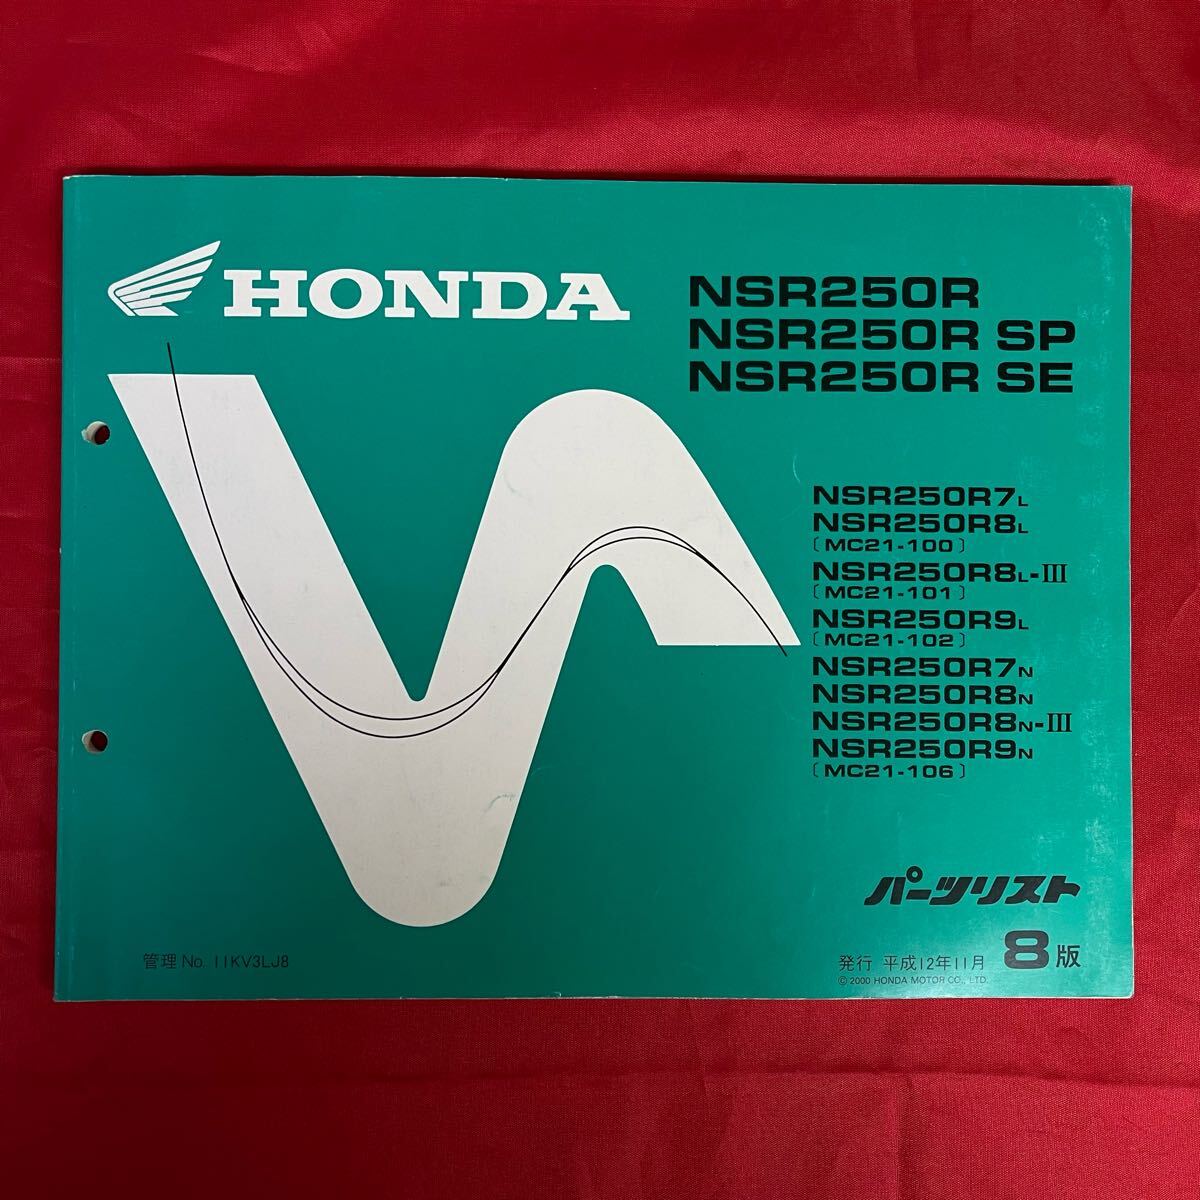 HONDA
NSR250R
NSR250R SP
NSR250R SE
NSR250R7L
NSR250R8L
〔MC21-100〕
NSR250R8L-III
〔MC21-101〕
NSR250R9L
〔MC21-102〕
NSR250R7N
NSR250R8N
NSR250R8N-III
NSR250R9N
〔MC21-106〕
パーツリスト
8版
管理 No. 11KV3LJ8
発行 平成12年11月
© 2000 HONDA MOTOR CO., LTD.